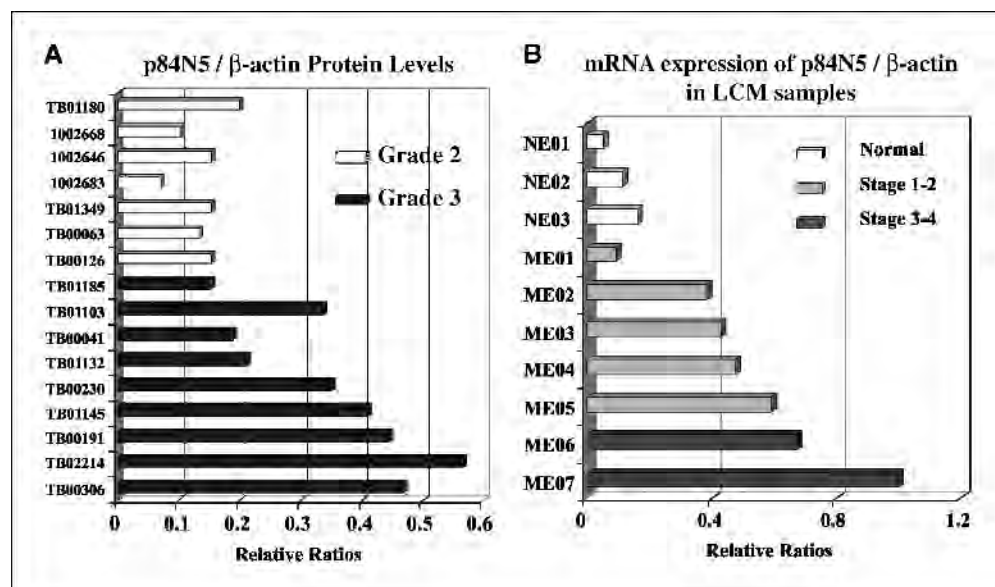 A
p84N5 / β-actin Protein Levels
TB01180
1002668
1002646
1002683
TB01349
TB00063
TB00126
TB01185
TB01103
TB00041
TB01132
TB00230
TB01145
TB00191
TB02214
TB00306
Grade 2
Grade 3
0 0.1 0.2 0.3 0.4 0.5 0.6
Relative Ratios
B
mRNA expression of p84N5 / β-actin
in LCM samples
NE01
NE02
NE03
ME01
ME02
ME03
ME04
ME05
ME06
ME07
Normal
Stage 1-2
Stage 3-4
0 0.4 0.8 1.2
Relative Ratios